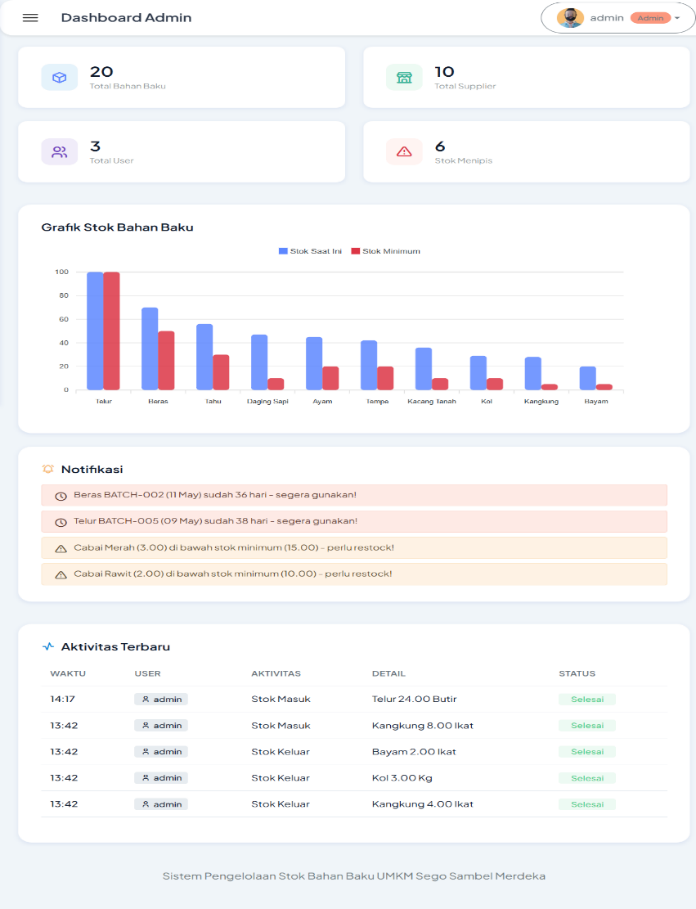 Dashboard Admin
admin Admin
20
Total Bahan Baku
10
Total Supplier
3
Total User
6
Stok Menipis
Grafik Stok Bahan Baku
Stok Saat Ini Stok Minimum
100
80
60
40
20
0
Telur Beras Tahu Daging Sapi Ayam Tempe Kacang Tanah Kol Kangkung Bayam
Notifikasi
Beras BATCH-002 (11 May) sudah 36 hari - segera gunakan!
Telur BATCH-005 (09 May) sudah 38 hari - segera gunakan!
Cabai Merah (3.00) di bawah stok minimum (15.00) - perlu restock!
Cabai Rawit (2.00) di bawah stok minimum (10.00) - perlu restock!
Aktivitas Terbaru
WAKTU USER AKTIVITAS DETAIL STATUS
14:17 admin Stok Masuk Telur 24.00 Butir Selesai
13:42 admin Stok Masuk Kangkung 8.00 Ikat Selesai
13:42 admin Stok Keluar Bayam 2.00 Ikat Selesai
13:42 admin Stok Keluar Kol 3.00 Kg Selesai
13:42 admin Stok Keluar Kangkung 4.00 Ikat Selesai
Sistem Pengelolaan Stok Bahan Baku UMKM Sego Sambel Merdeka